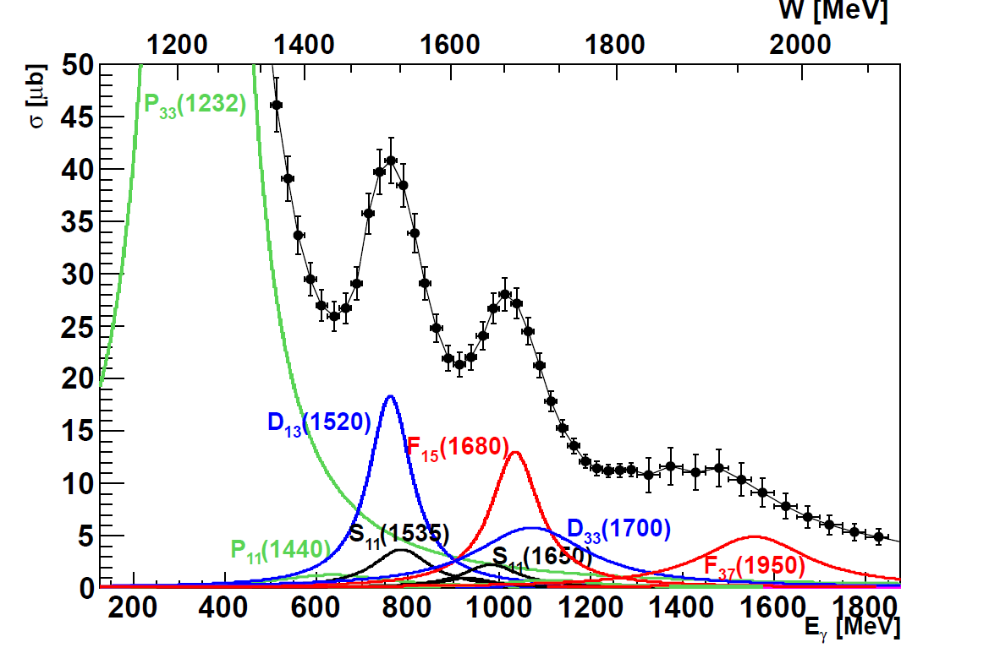 W [MeV]
1200 1400 1600 1800 2000
σ [μb]
50
45
40
35
30
25
20
15
10
5
0
P33(1232)
D13(1520)
F15(1680)
S11(1535)
D33(1700)
P11(1440)
S11(1650)
F37(1950)
200 400 600 800 1000 1200 1400 1600 1800
Eγ [MeV]